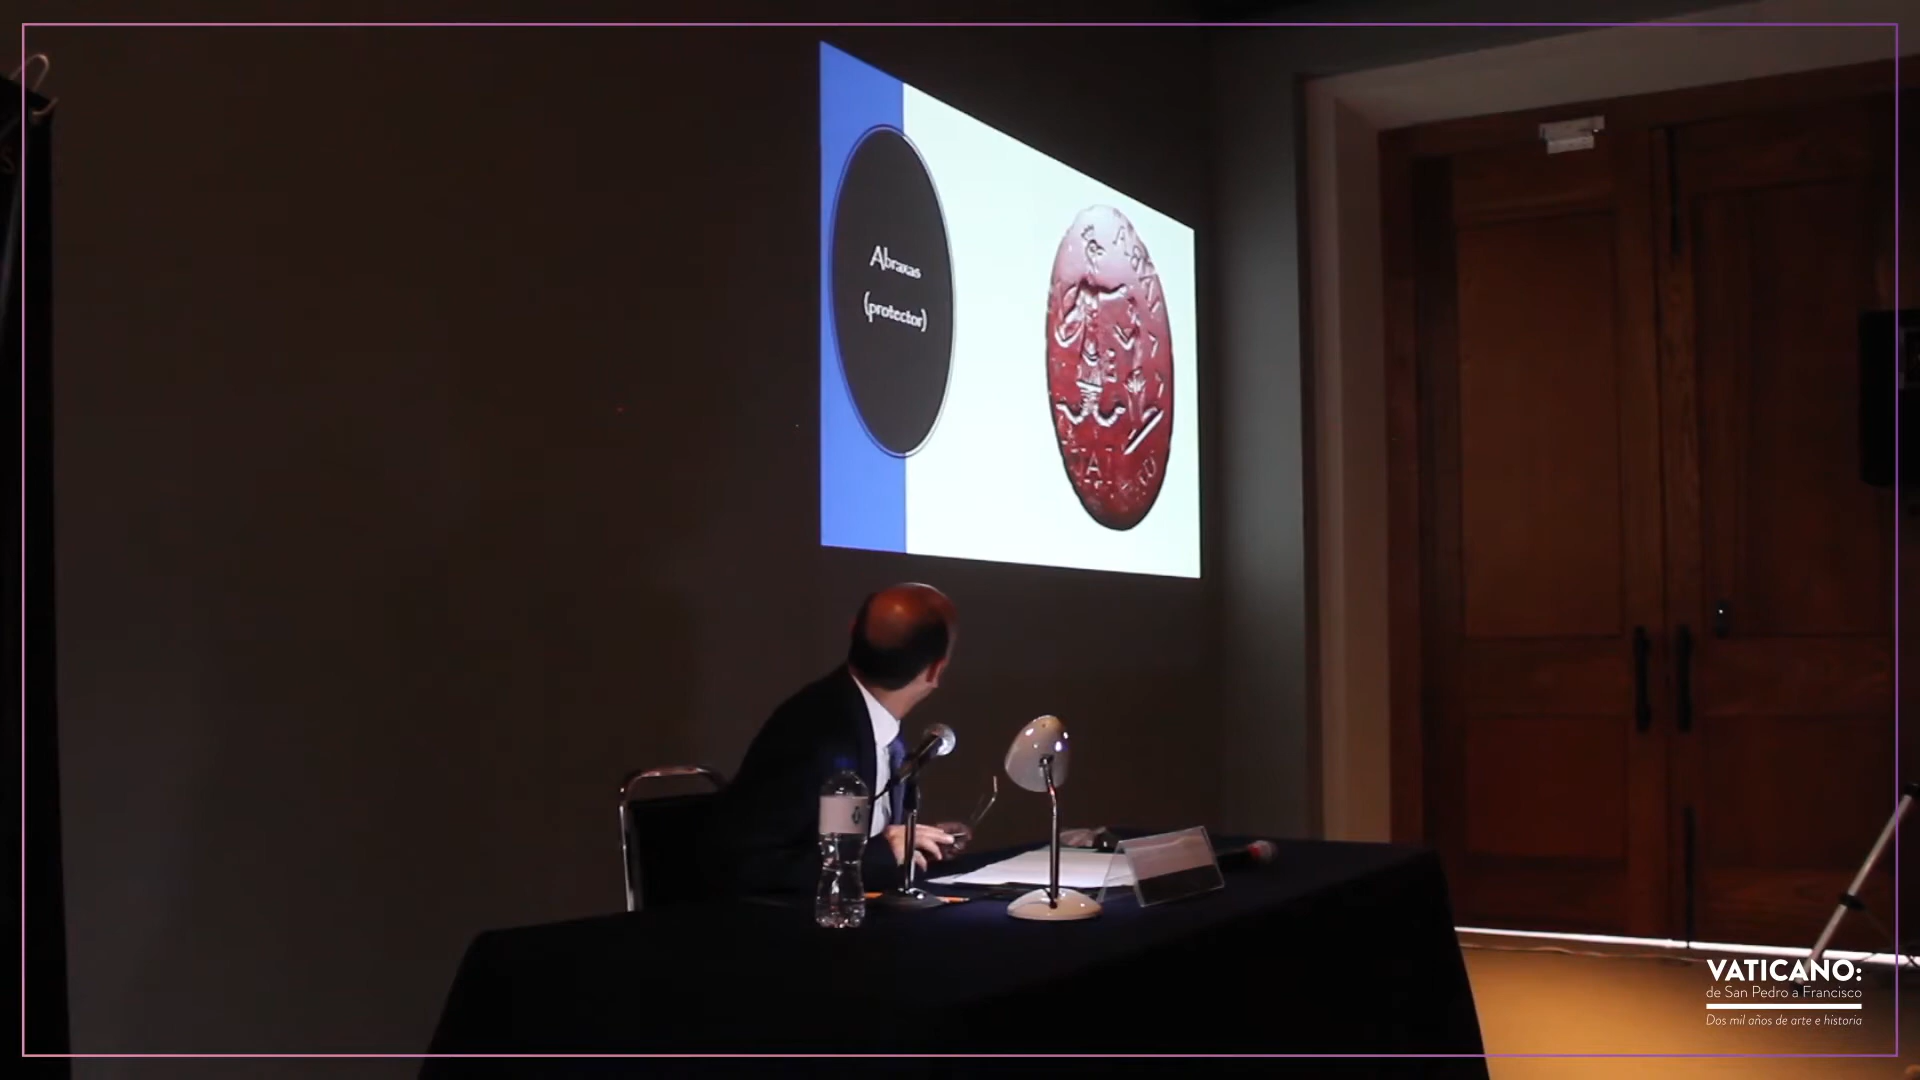 Abraxas
(protector)
VATICANO:
de San Pedro a Francisco
Dos mil años de arte e historia